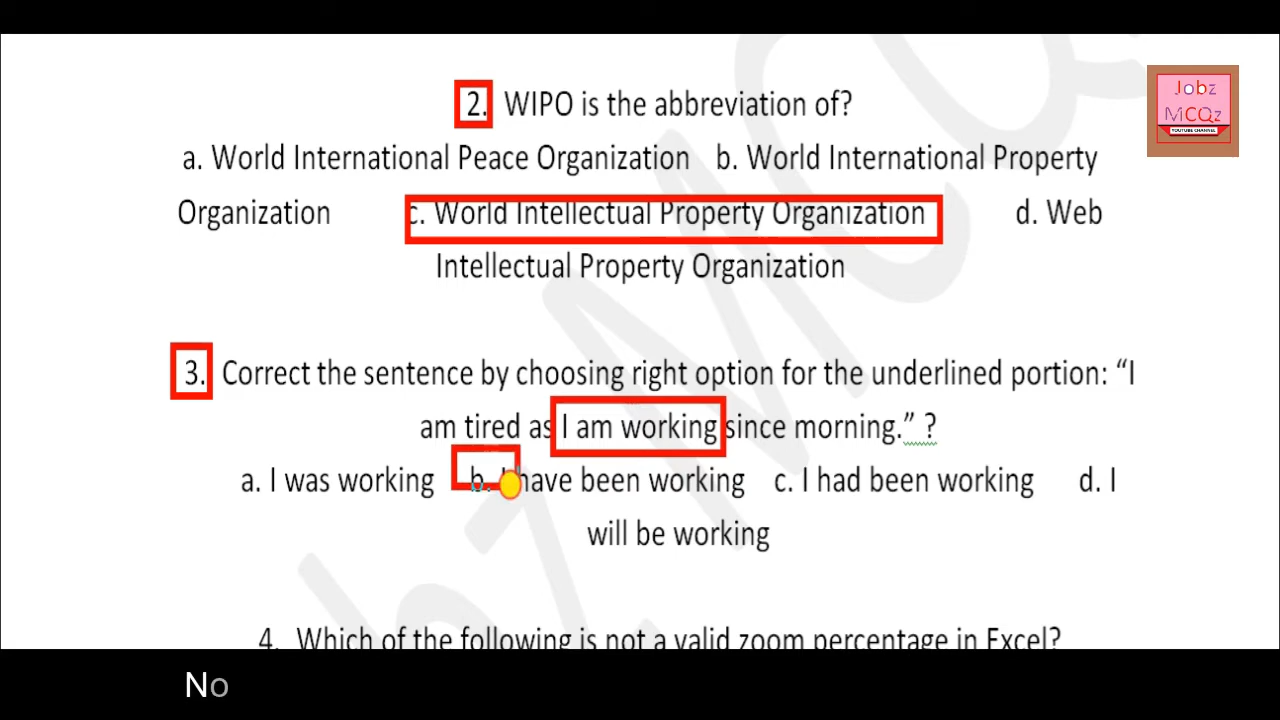 2. WIPO is the abbreviation of?
Jobz
MCQz
YOUTUBE CHANNEL
a. World International Peace Organization b. World International Property
Organization c. World Intellectual Property Organization d. Web
Intellectual Property Organization
3. Correct the sentence by choosing right option for the underlined portion: “I
am tired as I am working since morning.” ?
a. I was working b. I have been working c. I had been working d. I
will be working
4. Which of the following is not a valid zoom percentage in Excel?
No